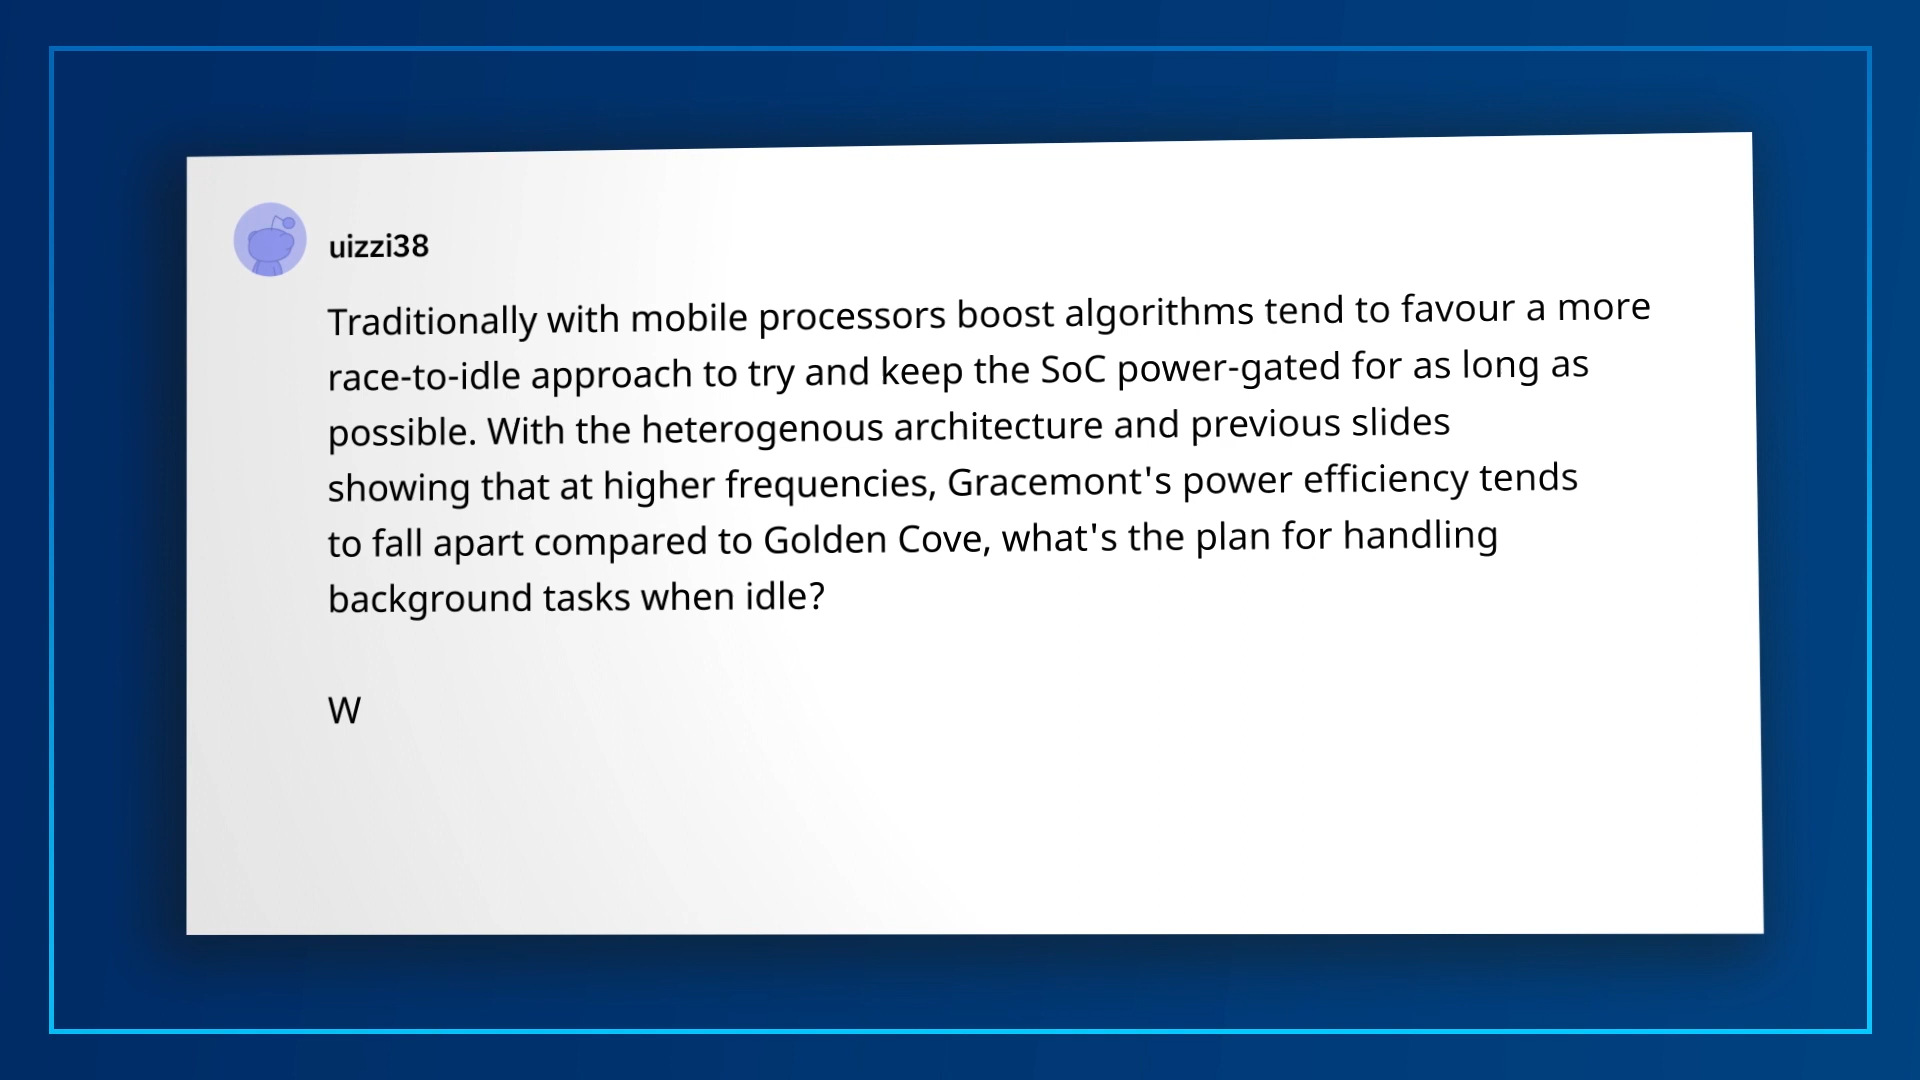 uizzi38
Traditionally with mobile processors boost algorithms tend to favour a more
race-to-idle approach to try and keep the SoC power-gated for as long as
possible. With the heterogenous architecture and previous slides
showing that at higher frequencies, Gracemont's power efficiency tends
to fall apart compared to Golden Cove, what's the plan for handling
background tasks when idle?
W